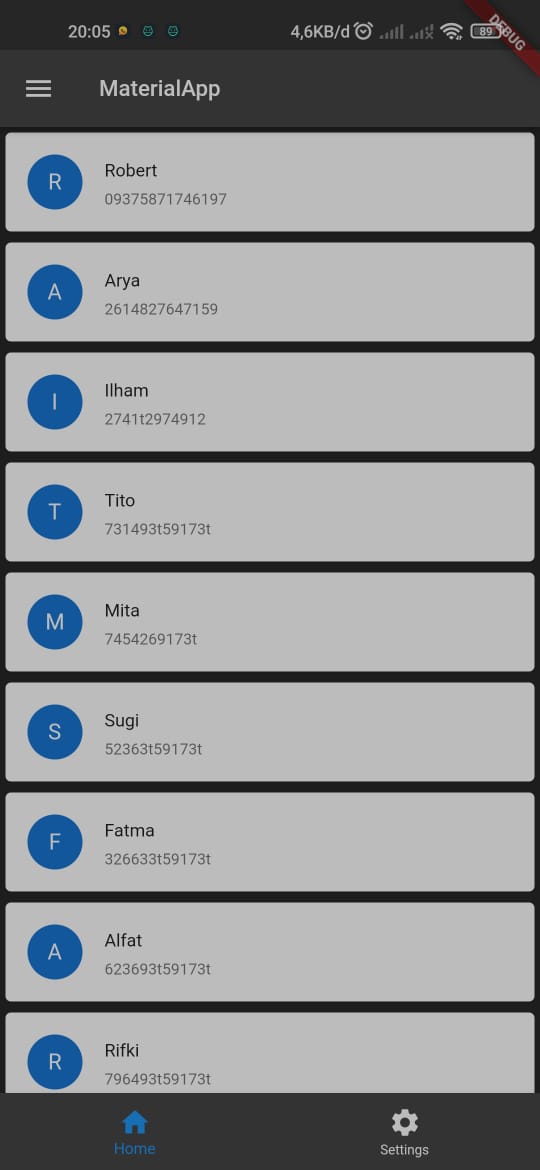 20:05
4,6KB/d
89
DEBUG
MaterialApp
R
Robert
09375871746197
A
Arya
2614827647159
I
Ilham
2741t2974912
T
Tito
731493t59173t
M
Mita
7454269173t
S
Sugi
52363t59173t
F
Fatma
326633t59173t
A
Alfat
623693t59173t
R
Rifki
796493t59173t
Home
Settings